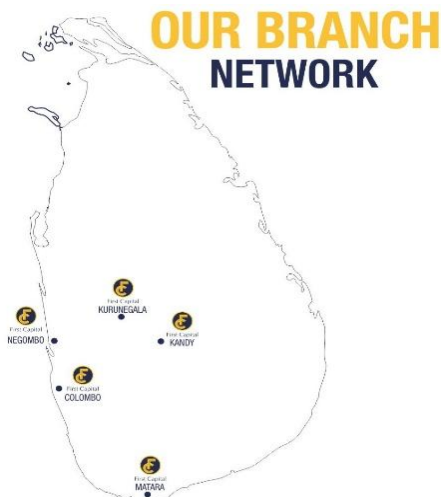 OUR BRANCH
NETWORK
First Capital
KURUNEGALA
First Capital
NEGOMBO
First Capital
KANDY
First Capital
COLOMBO
First Capital
MATARA